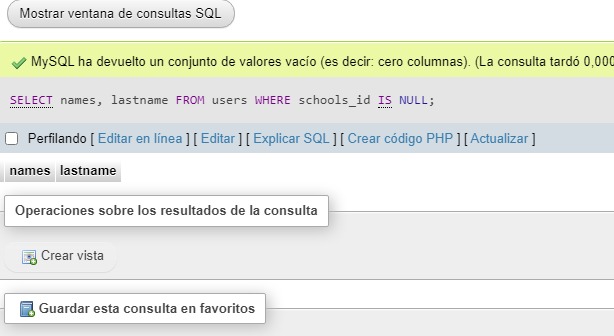 Mostrar ventana de consultas SQL
MySQL ha devuelto un conjunto de valores vacío (es decir: cero columnas). (La consulta tardó 0,000
SELECT names, lastname FROM users WHERE schools_id IS NULL;
Perfilando [ Editar en línea ] [ Editar ] [ Explicar SQL ] [ Crear código PHP ] [ Actualizar ]
names lastname
Operaciones sobre los resultados de la consulta
Crear vista
Guardar esta consulta en favoritos